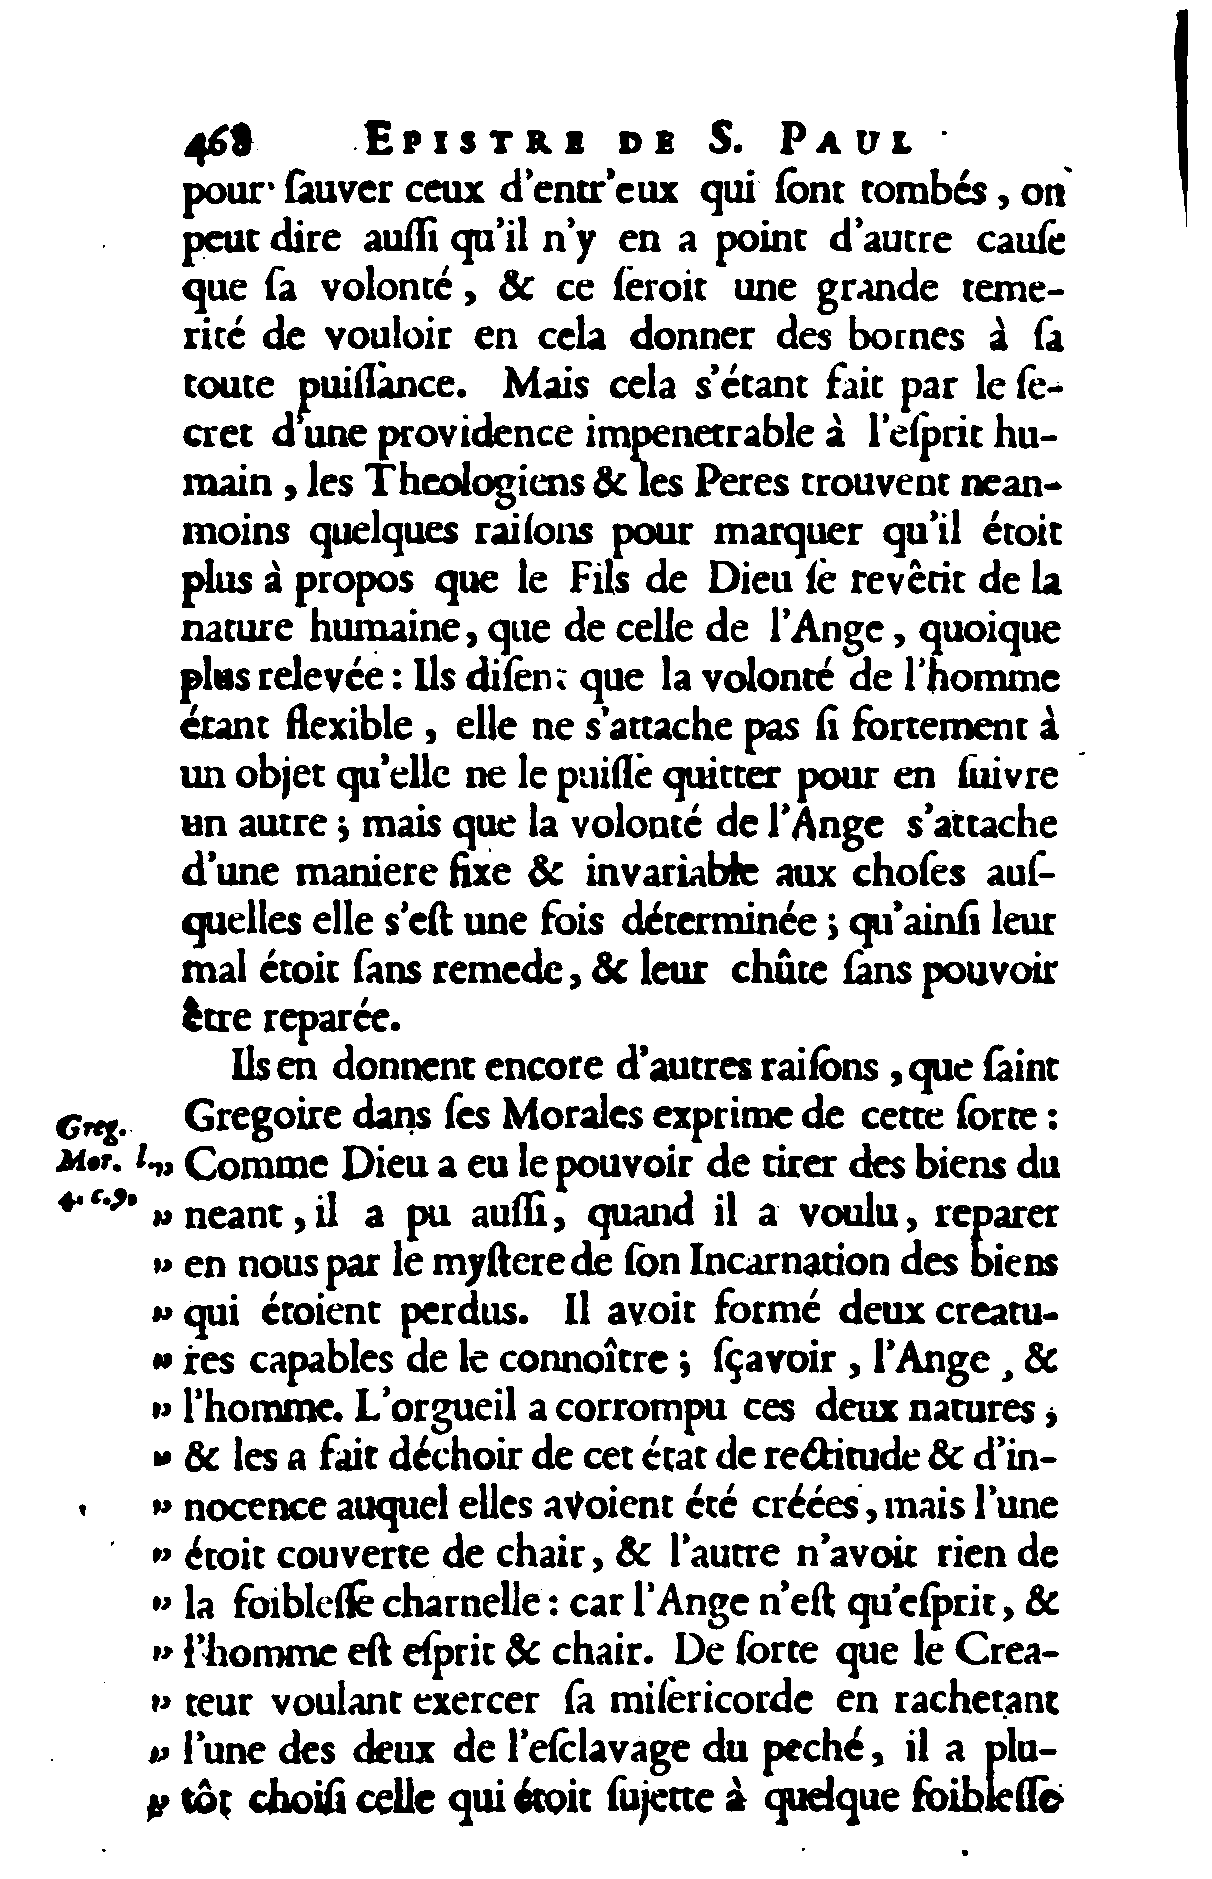 468 EPISTRE DE S. PAUL
pour ſauver ceux d'entr'eux qui ſont tombés, on
peut dire auſſi qu'il n'y en a point d'autre cauſe
que ſa volonté, & ce ſeroit une grande teme-
rité de vouloir en cela donner des bornes à ſa
toute puiſſance. Mais cela s'étant fait par le ſe-
cret d'une providence impenetrable à l'eſprit hu-
main, les Theologiens & les Peres trouvent nean-
moins quelques raiſons pour marquer qu'il étoit
plus à propos que le Fils de Dieu ſe revêtit de la
nature humaine, que de celle de l'Ange, quoique
plus relevée : Ils diſent que la volonté de l'homme
étant flexible, elle ne s'attache pas ſi fortement à
un objet qu'elle ne le puiſſe quitter pour en ſuivre
un autre ; mais que la volonté de l'Ange s'attache
d'une maniere fixe & invariable aux choſes auſ-
quelles elle s'eſt une fois déterminée ; qu'ainſi leur
mal étoit ſans remede, & leur chûte ſans pouvoir
être reparée.
Ils en donnent encore d'autres raiſons, que ſaint
Gregoire dans ſes Morales exprime de cette ſorte :
Greg.
Mor. l.
4. c. 9.
„ Comme Dieu a eu le pouvoir de tirer des biens du
„ neant, il a pu auſſi, quand il a voulu, reparer
„ en nous par le myſtere de ſon Incarnation des biens
„ qui étoient perdus. Il avoit formé deux creatu-
„ res capables de le connoître ; ſçavoir, l'Ange, &
„ l'homme. L'orgueil a corrompu ces deux natures,
„ & les a fait déchoir de cet état de rectitude & d'in-
„ nocence auquel elles avoient été créées, mais l'une
„ étoit couverte de chair, & l'autre n'avoit rien de
„ la foibleſſe charnelle : car l'Ange n'eſt qu'eſprit, &
„ l'homme eſt eſprit & chair. De ſorte que le Crea-
„ teur voulant exercer ſa miſericorde en rachetant
„ l'une des deux de l'eſclavage du peché, il a plu-
„ tôt choiſi celle qui étoit ſujette à quelque foibleſſe